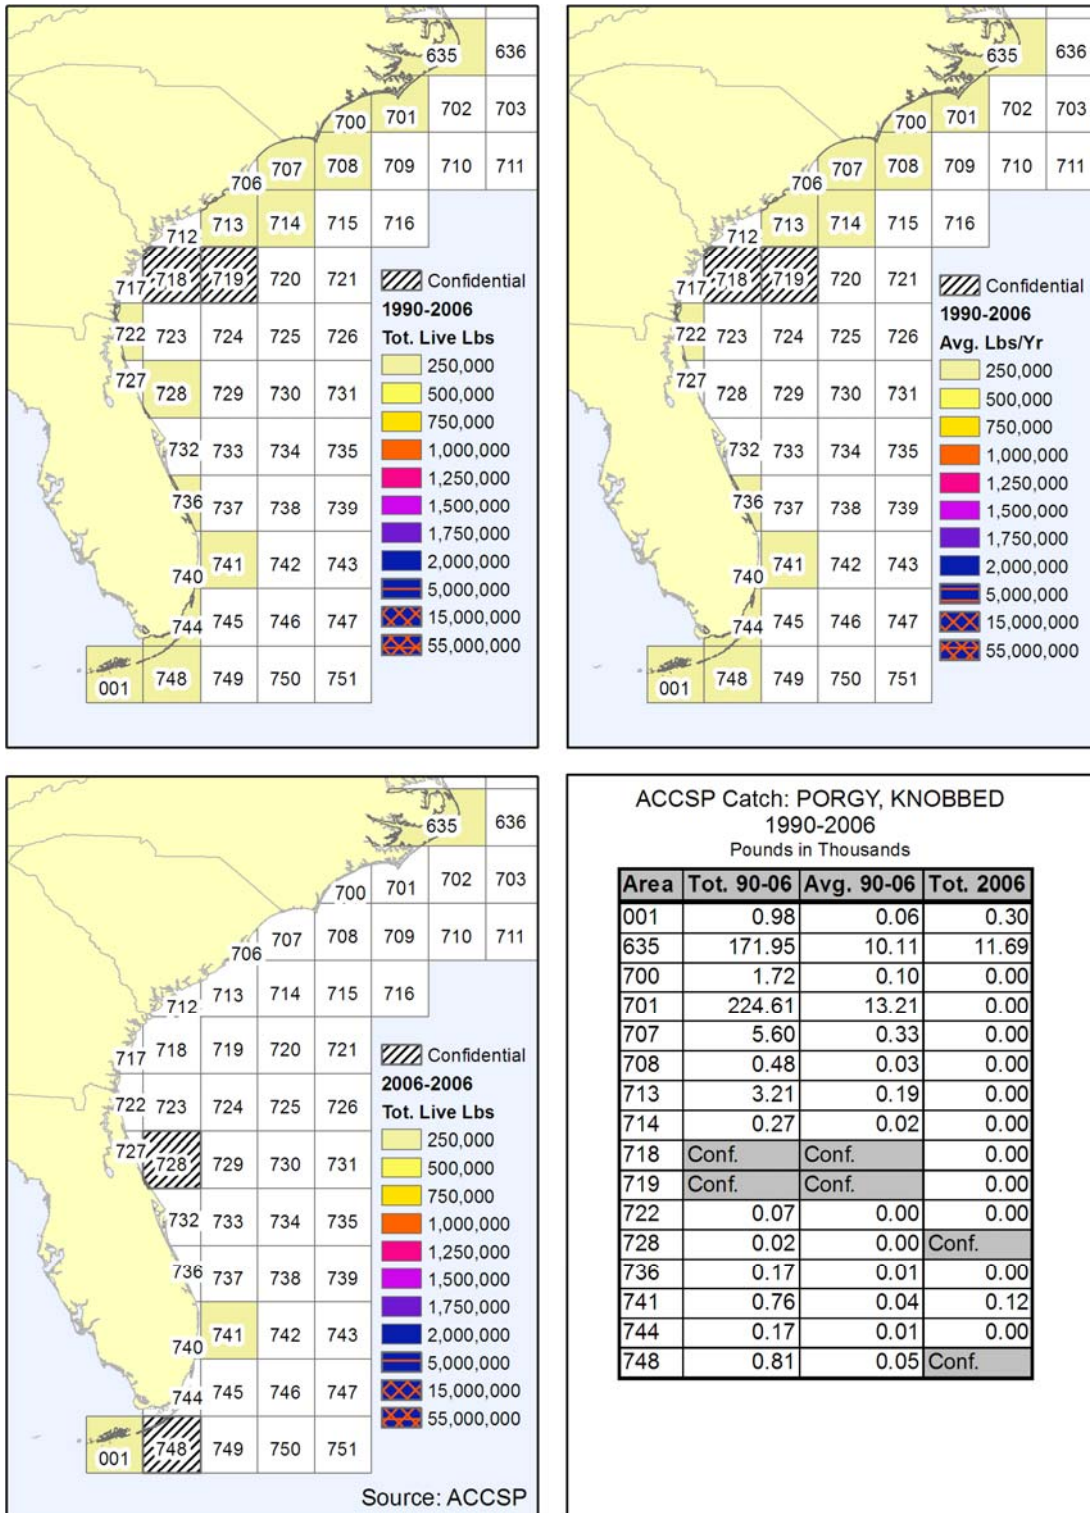 635 636
700 701 702 703
706 707 708 709 710 711
712 713 714 715 716
717 718 719 720 721
722 723 724 725 726
727 728 729 730 731
732 733 734 735
736 737 738 739
740 741 742 743
744 745 746 747
001 748 749 750 751
Confidential
1990-2006
Tot. Live Lbs
250,000
500,000
750,000
1,000,000
1,250,000
1,500,000
1,750,000
2,000,000
5,000,000
15,000,000
55,000,000
635 636
700 701 702 703
706 707 708 709 710 711
712 713 714 715 716
717 718 719 720 721
722 723 724 725 726
727 728 729 730 731
732 733 734 735
736 737 738 739
740 741 742 743
744 745 746 747
001 748 749 750 751
Confidential
1990-2006
Avg. Lbs/Yr
250,000
500,000
750,000
1,000,000
1,250,000
1,500,000
1,750,000
2,000,000
5,000,000
15,000,000
55,000,000
635 636
700 701 702 703
706 707 708 709 710 711
712 713 714 715 716
717 718 719 720 721
722 723 724 725 726
727 728 729 730 731
732 733 734 735
736 737 738 739
740 741 742 743
744 745 746 747
001 748 749 750 751
Confidential
2006-2006
Tot. Live Lbs
250,000
500,000
750,000
1,000,000
1,250,000
1,500,000
1,750,000
2,000,000
5,000,000
15,000,000
55,000,000
Source: ACCSP
ACCSP Catch: PORGY, KNOBBED
1990-2006
Pounds in Thousands
Area Tot. 90-06 Avg. 90-06 Tot. 2006
001 0.98 0.06 0.30
635 171.95 10.11 11.69
700 1.72 0.10 0.00
701 224.61 13.21 0.00
707 5.60 0.33 0.00
708 0.48 0.03 0.00
713 3.21 0.19 0.00
714 0.27 0.02 0.00
718 Conf. Conf. 0.00
719 Conf. Conf. 0.00
722 0.07 0.00 0.00
728 0.02 0.00 Conf.
736 0.17 0.01 0.00
741 0.76 0.04 0.12
744 0.17 0.01 0.00
748 0.81 0.05 Conf.